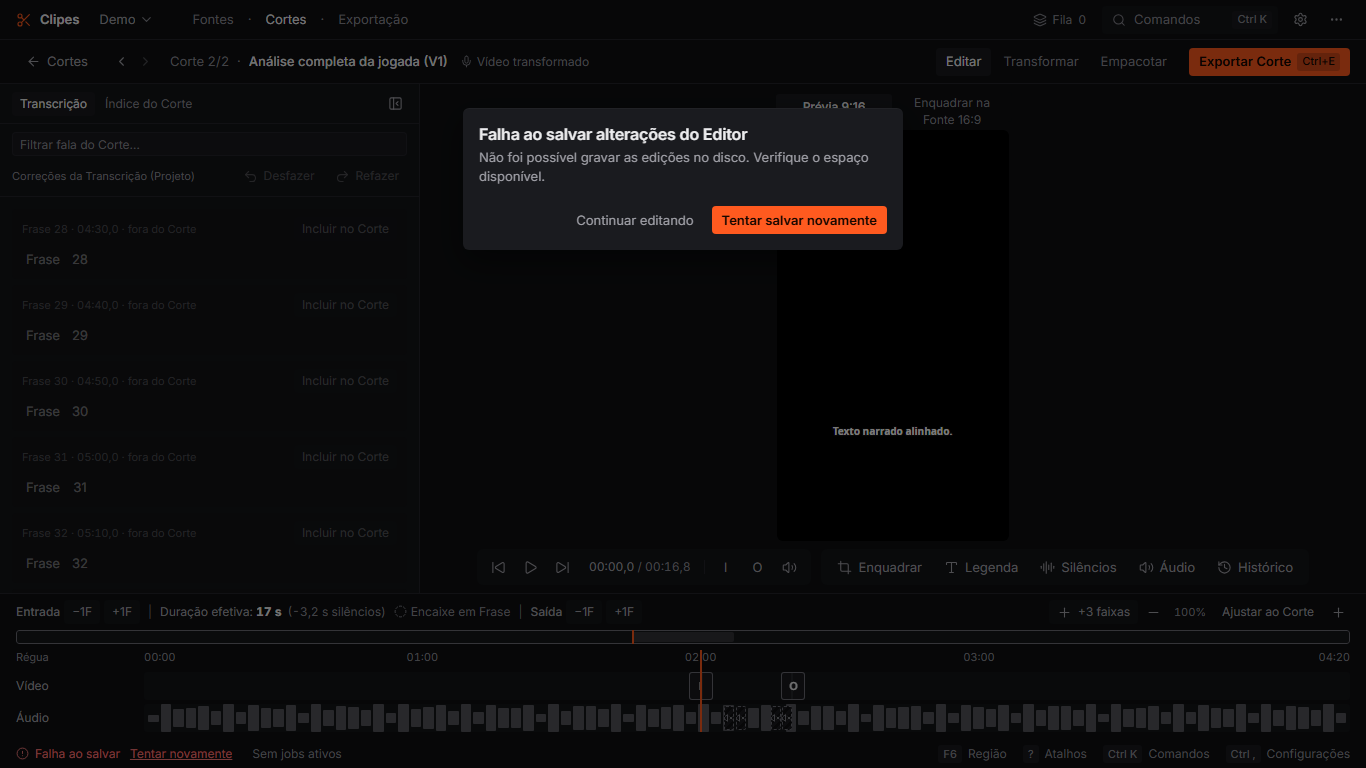 Clipes Demo Fontes · Cortes · Exportação Fila 0 Comandos Ctrl K
Cortes Corte 2/2 · Análise completa da jogada (V1) Vídeo transformado Editar Transformar Empacotar Exportar Corte Ctrl+E
Transcrição Índice do Corte
Filtrar fala do Corte...
Correções da Transcrição (Projeto) Desfazer Refazer
Frase 28 · 04:30,0 · fora do Corte Incluir no Corte
Frase 28
Frase 29 · 04:40,0 · fora do Corte Incluir no Corte
Frase 29
Frase 30 · 04:50,0 · fora do Corte Incluir no Corte
Frase 30
Frase 31 · 05:00,0 · fora do Corte Incluir no Corte
Frase 31
Frase 32 · 05:10,0 · fora do Corte Incluir no Corte
Frase 32
Prévia 9:16
Enquadrar na
Fonte 16:9
Falha ao salvar alterações do Editor
Não foi possível gravar as edições no disco. Verifique o espaço
disponível.
Continuar editando Tentar salvar novamente
Texto narrado alinhado.
00:00,0 / 00:16,8 I O Enquadrar Legenda Silêncios Áudio Histórico
Entrada −1F +1F Duração efetiva: 17 s (−3,2 s silêncios) Encaixe em Frase Saída −1F +1F +3 faixas 100% Ajustar ao Corte
Régua 00:00 01:00 02:00 03:00 04:20
Vídeo O
Áudio
Falha ao salvar Tentar novamente Sem jobs ativos F6 Região ? Atalhos Ctrl K Comandos Ctrl , Configurações